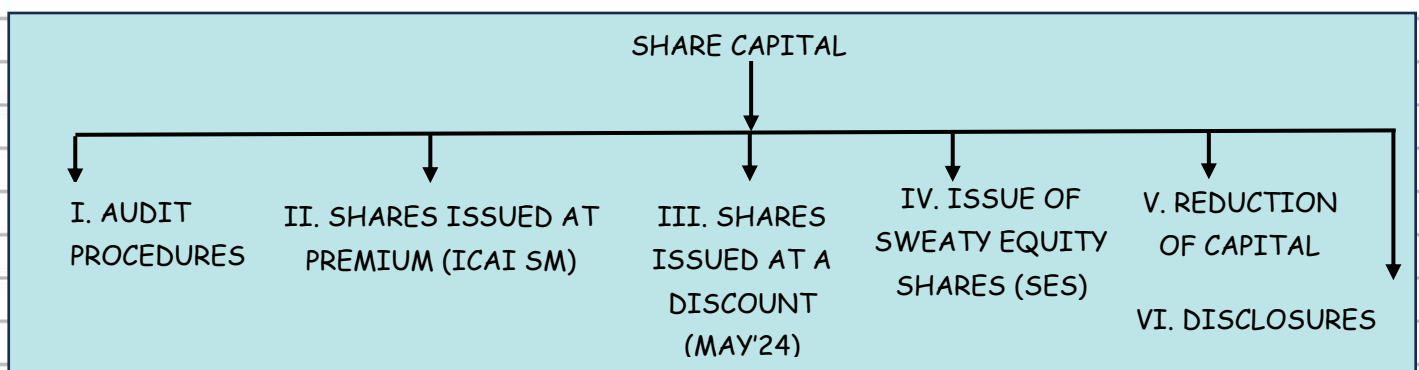 SHARE CAPITAL
I. AUDIT
PROCEDURES
II. SHARES ISSUED AT
PREMIUM (ICAI SM)
III. SHARES
ISSUED AT A
DISCOUNT
(MAY'24)
IV. ISSUE OF
SWEATY EQUITY
SHARES (SES)
V. REDUCTION
OF CAPITAL
VI. DISCLOSURES